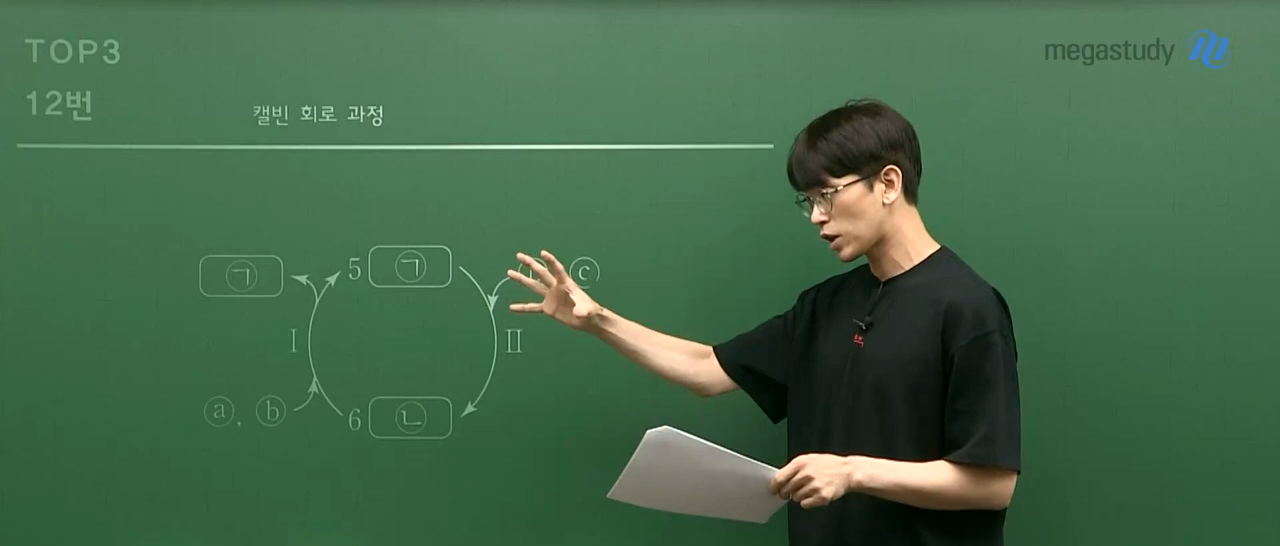 TOP3
megastudy
12번
캘빈 회로 과정
㉠ 5 ㉠ ⓒ
Ⅰ Ⅱ
ⓐ, ⓑ 6 ㉡